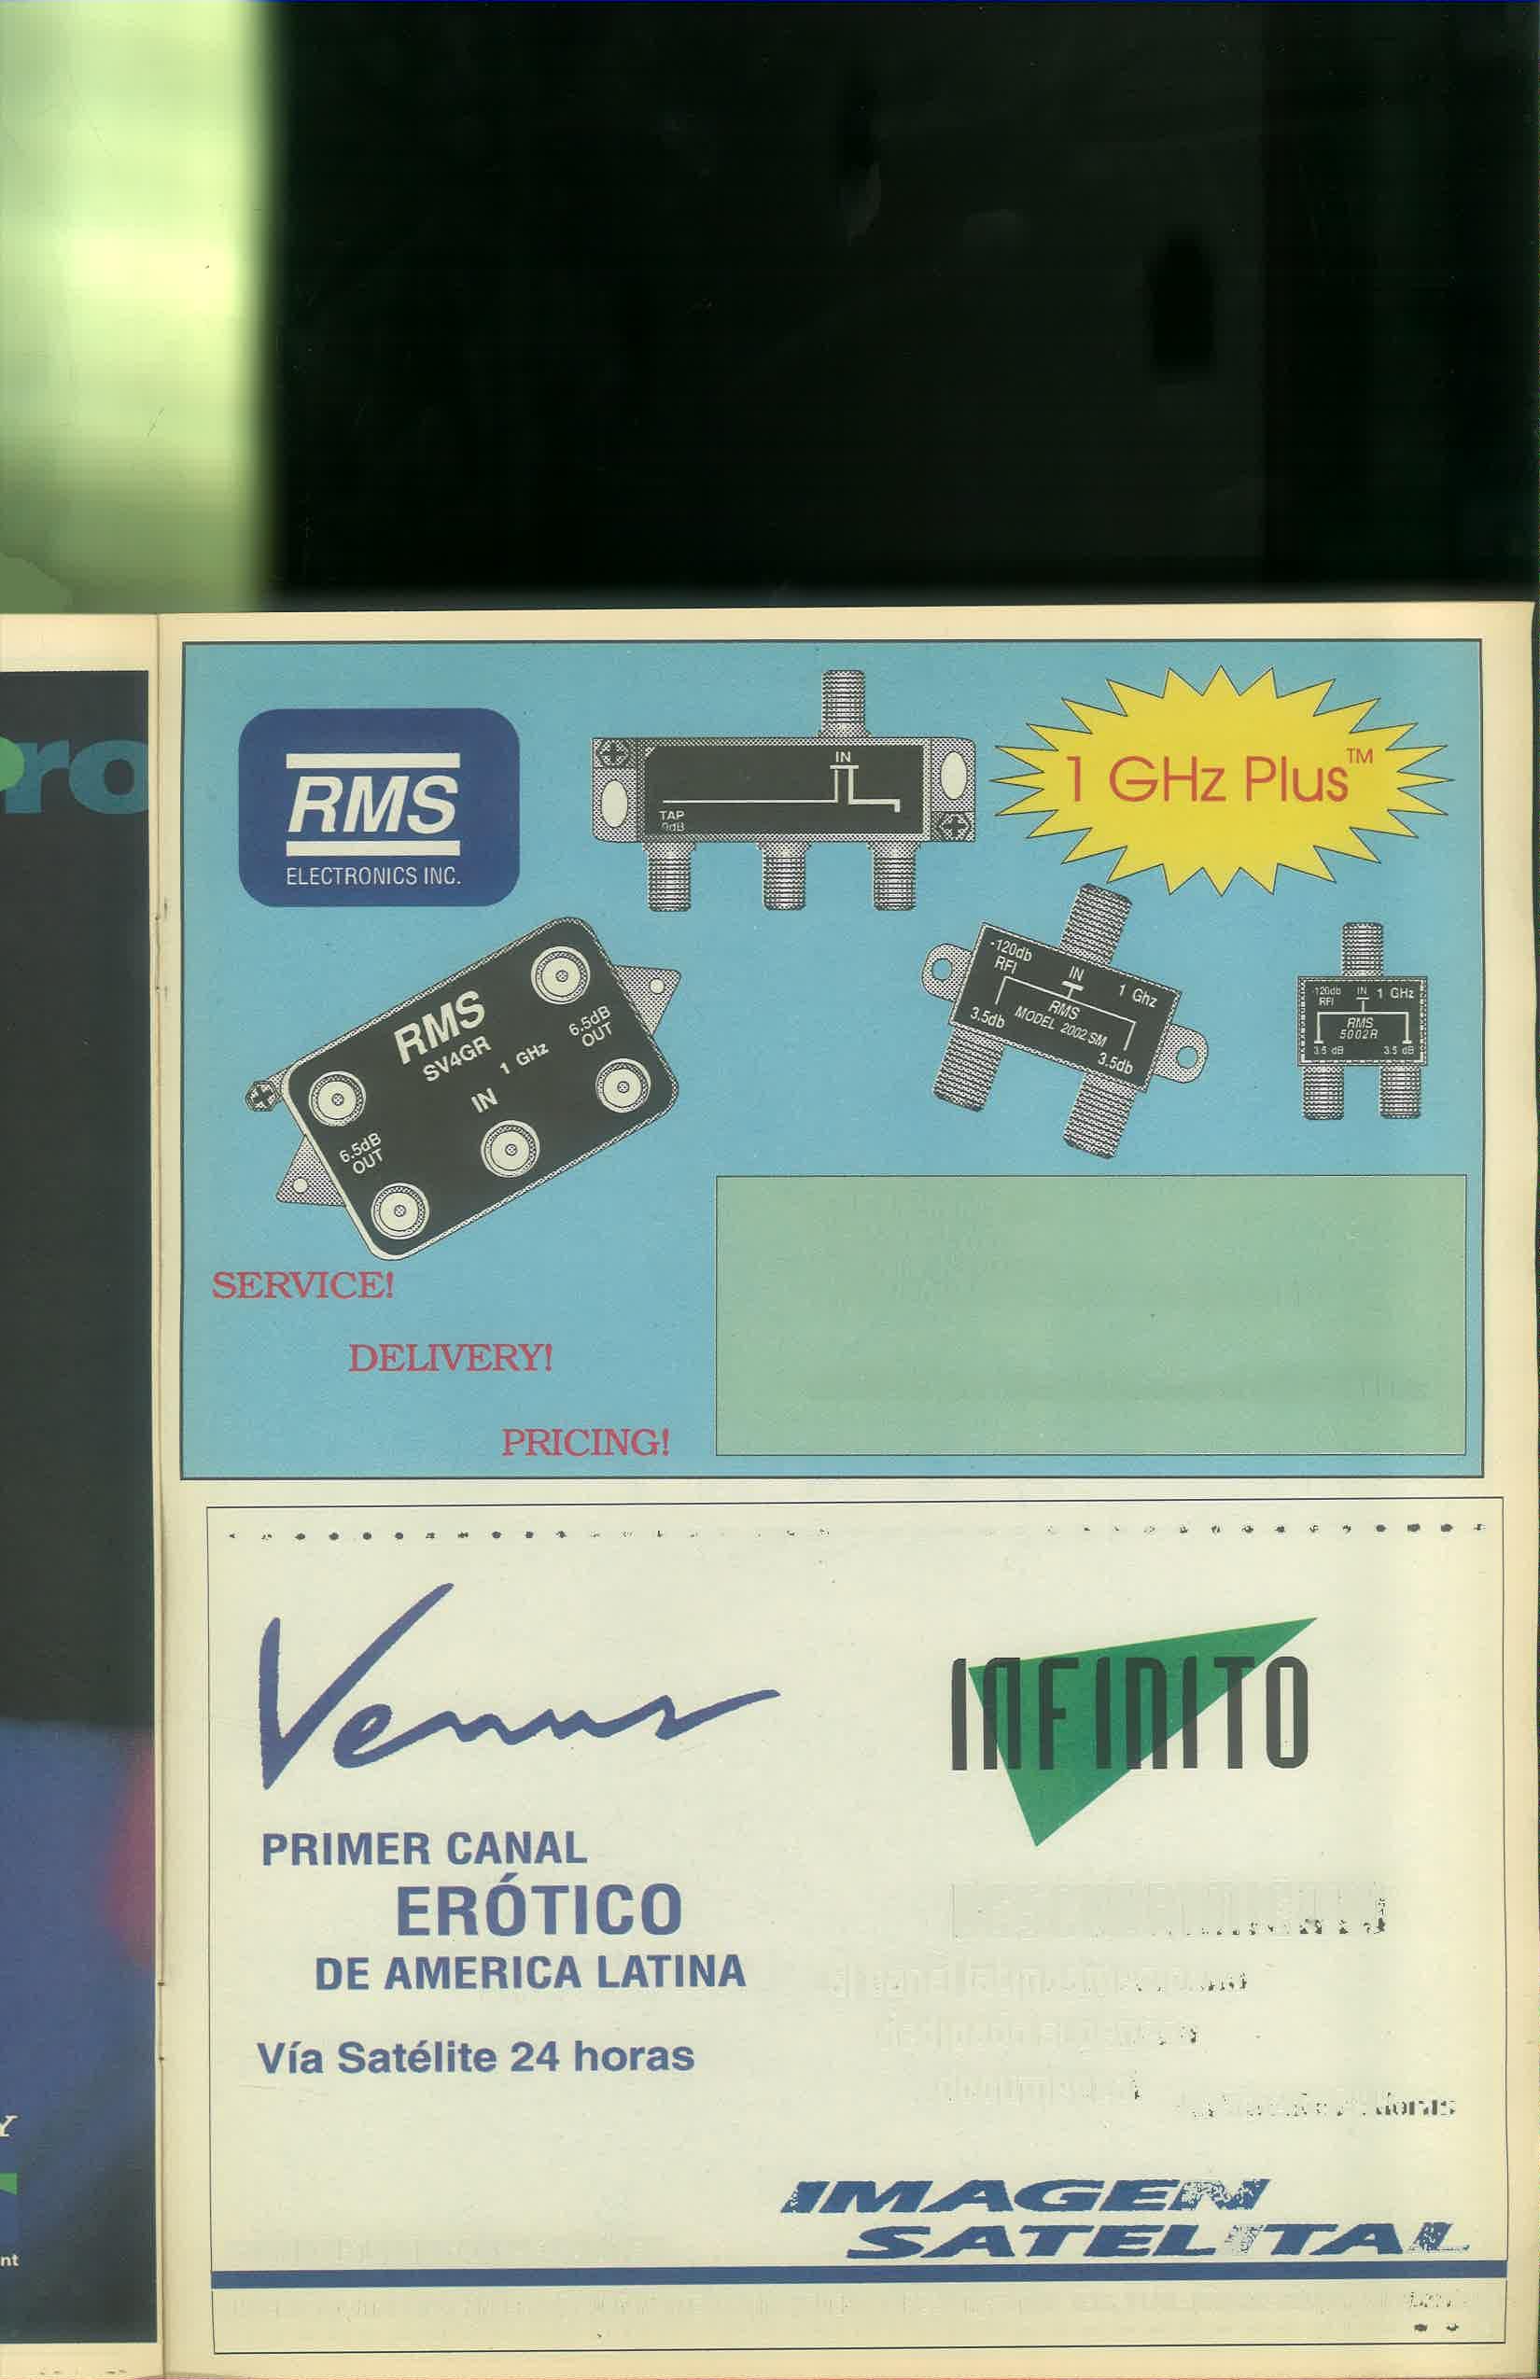 ro
RMS
ELECTRONICS INC.
IN
TAP
1 GHz Plus™
RMS
SV4GR
1 GHz
IN
6.5dB
OUT
6.5dB
OUT
-120db
RFI
IN
1 Ghz
RMS
MODEL 2002 SM
3.5db
3.5db
-120db
RFI
IN
1 GHz
RMS
5002R
3.5 dB
3.5 dB
SERVICE!
DELIVERY!
PRICING!
Venus
PRIMER CANAL
ERÓTICO
DE AMERICA LATINA
Vía Satélite 24 horas
INFINITO
horas
IMAGEN
SATELITAL
Y
nt